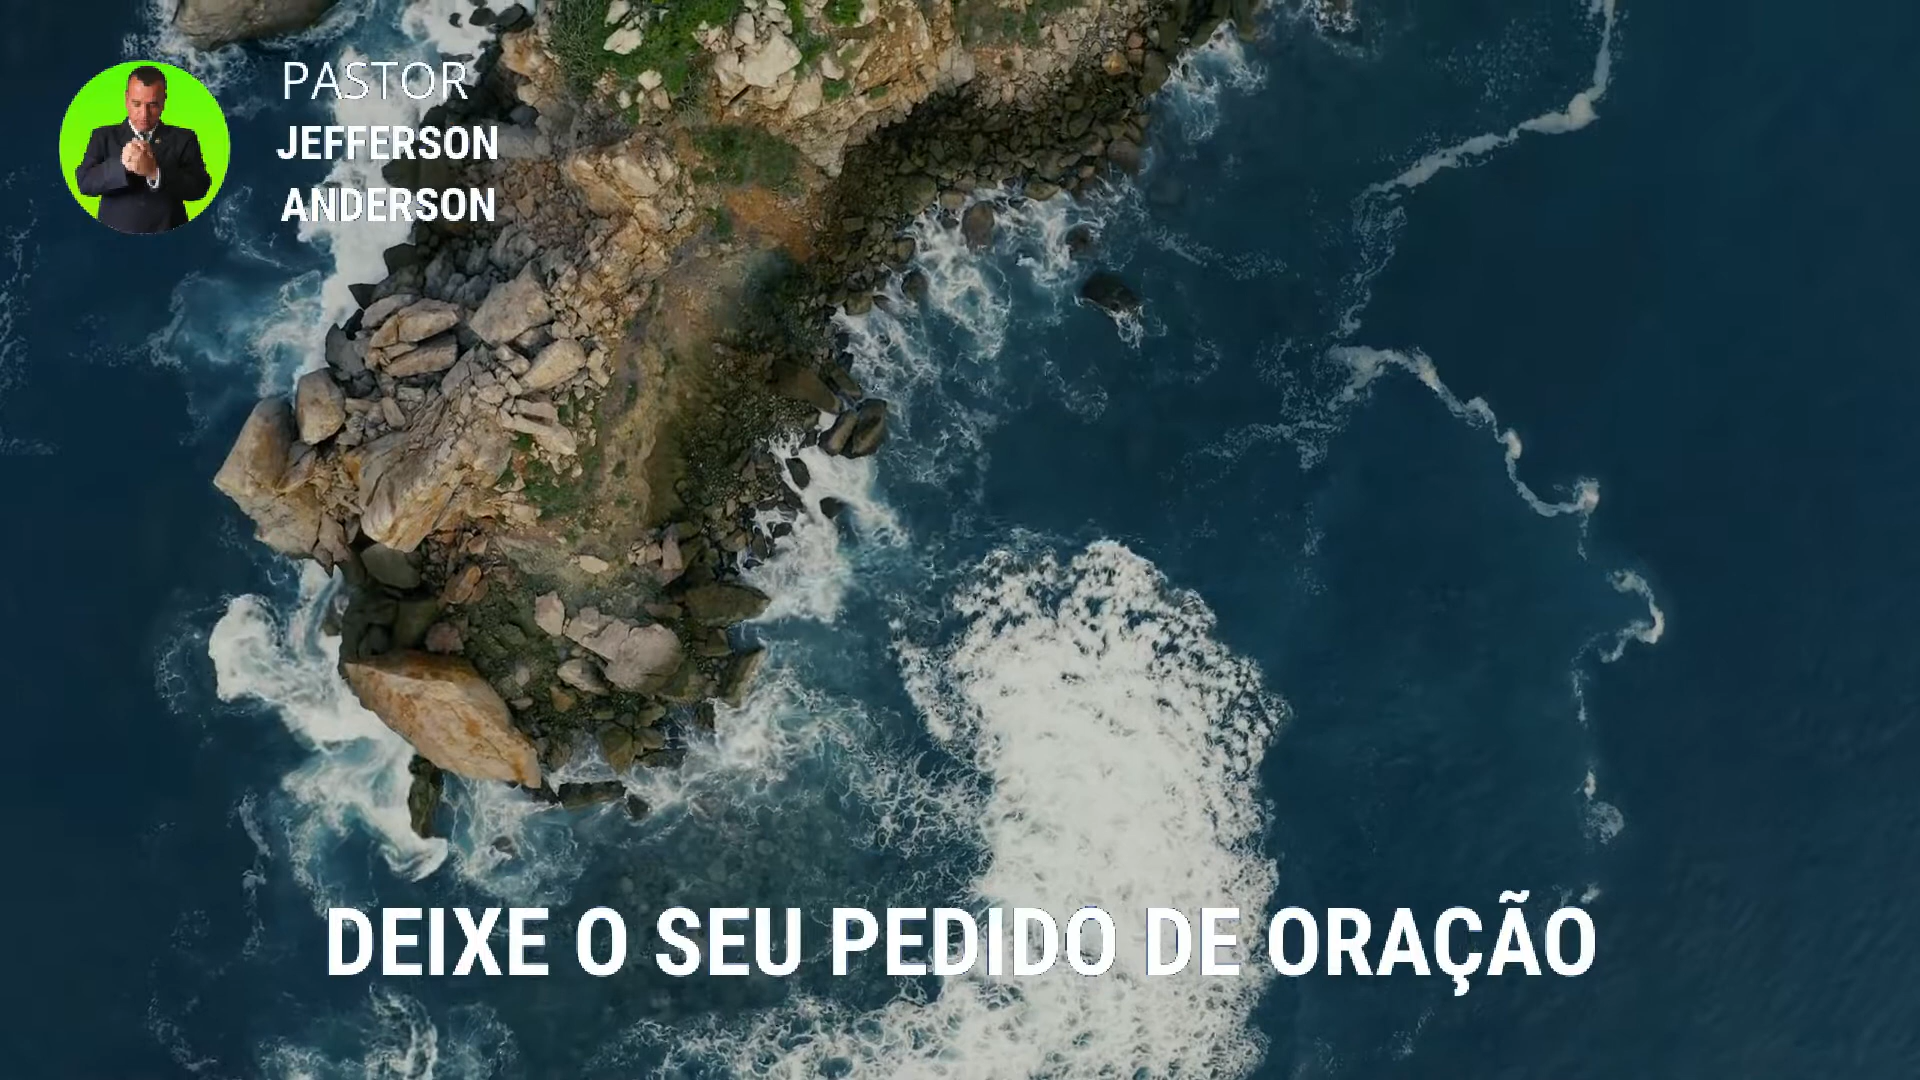 PASTOR
JEFFERSON
ANDERSON
DEIXE O SEU PEDIDO DE ORAÇÃO